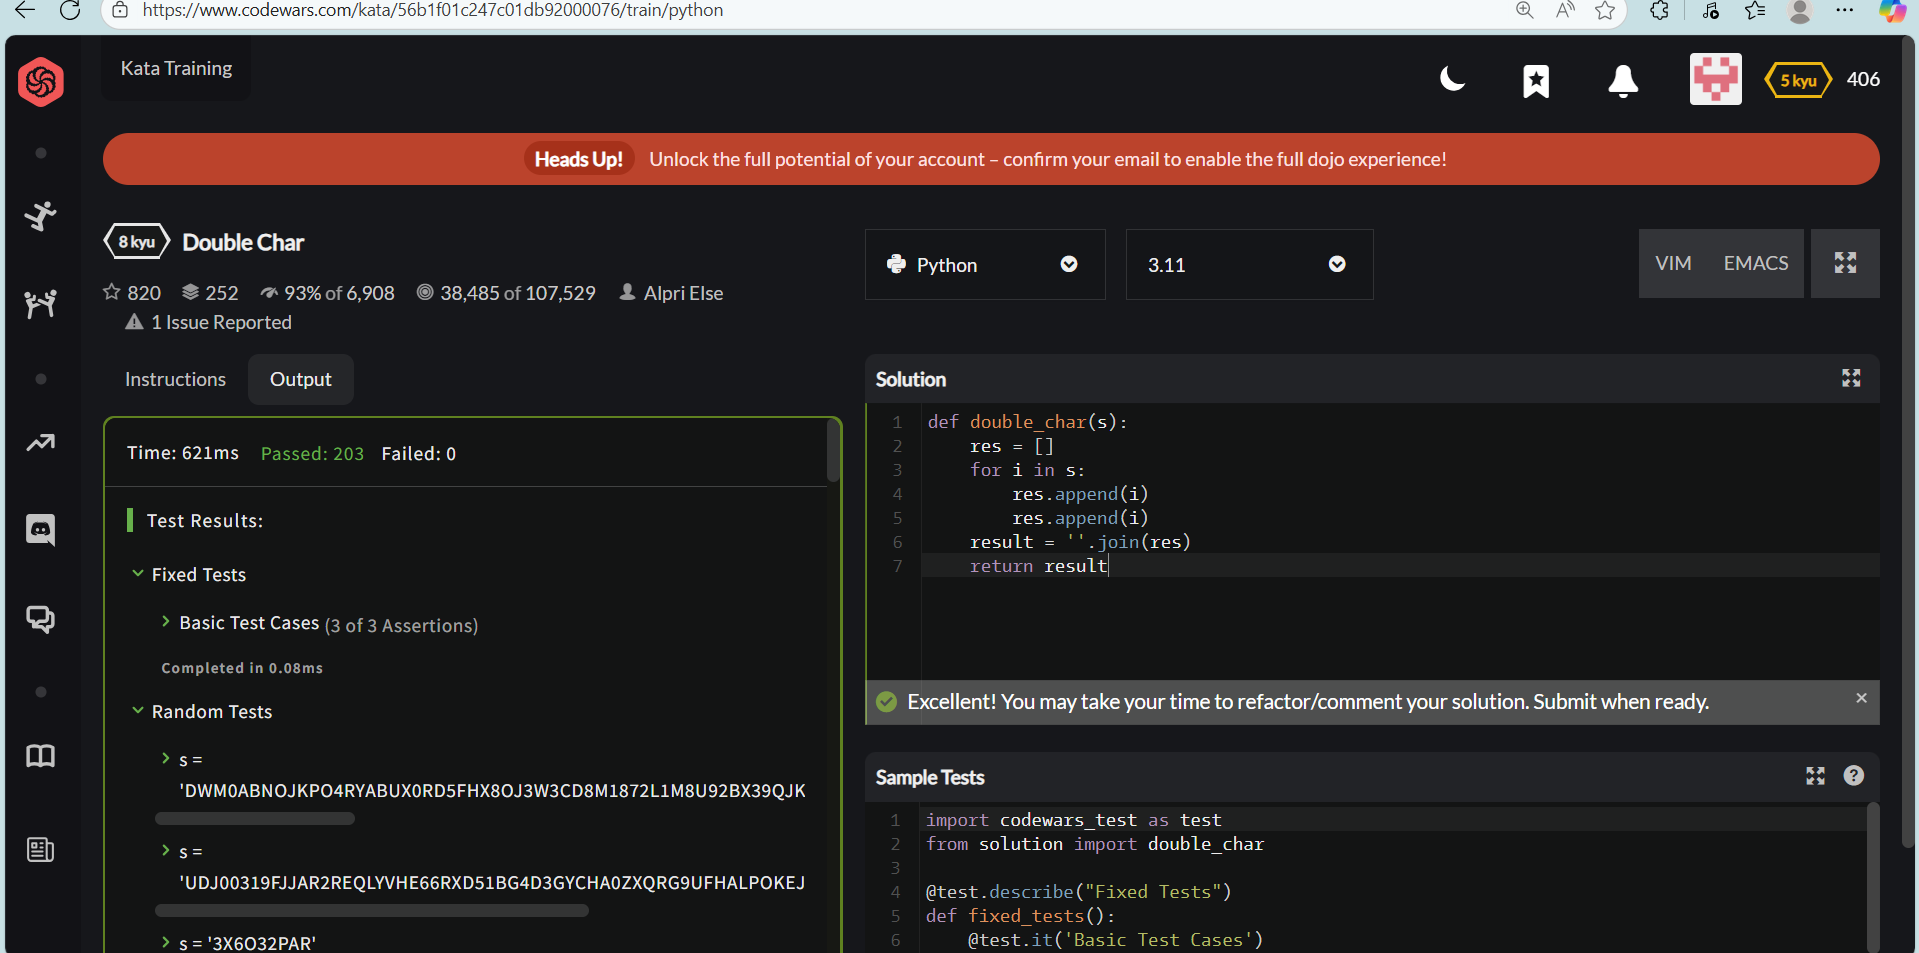 https://www.codewars.com/kata/56b1f01c247c01db92000076/train/python
Kata Training
5 kyu 406
Heads Up! Unlock the full potential of your account – confirm your email to enable the full dojo experience!
8 kyu Double Char
820 252 93% of 6,908 38,485 of 107,529 Alpri Else
1 Issue Reported
Python 3.11 VIM EMACS
Instructions Output
Time: 621ms Passed: 203 Failed: 0
Test Results:
Fixed Tests
Basic Test Cases (3 of 3 Assertions)
Completed in 0.08ms
Random Tests
s =
'DWM0ABNOJKPO4RYABUX0RD5FHX8OJ3W3CD8M1872L1M8U92BX39QJK
s =
'UDJ00319FJJAR2REQLYVHE66RXD51BG4D3GYCHA0ZXQRG9UFHALPOKEJ
s = '3X6O32PAR'
Solution
1 def double_char(s):
2     res = []
3     for i in s:
4         res.append(i)
5         res.append(i)
6     result = ''.join(res)
7     return result
Excellent! You may take your time to refactor/comment your solution. Submit when ready.
Sample Tests
1 import codewars_test as test
2 from solution import double_char
3
4 @test.describe("Fixed Tests")
5 def fixed_tests():
6     @test.it('Basic Test Cases')